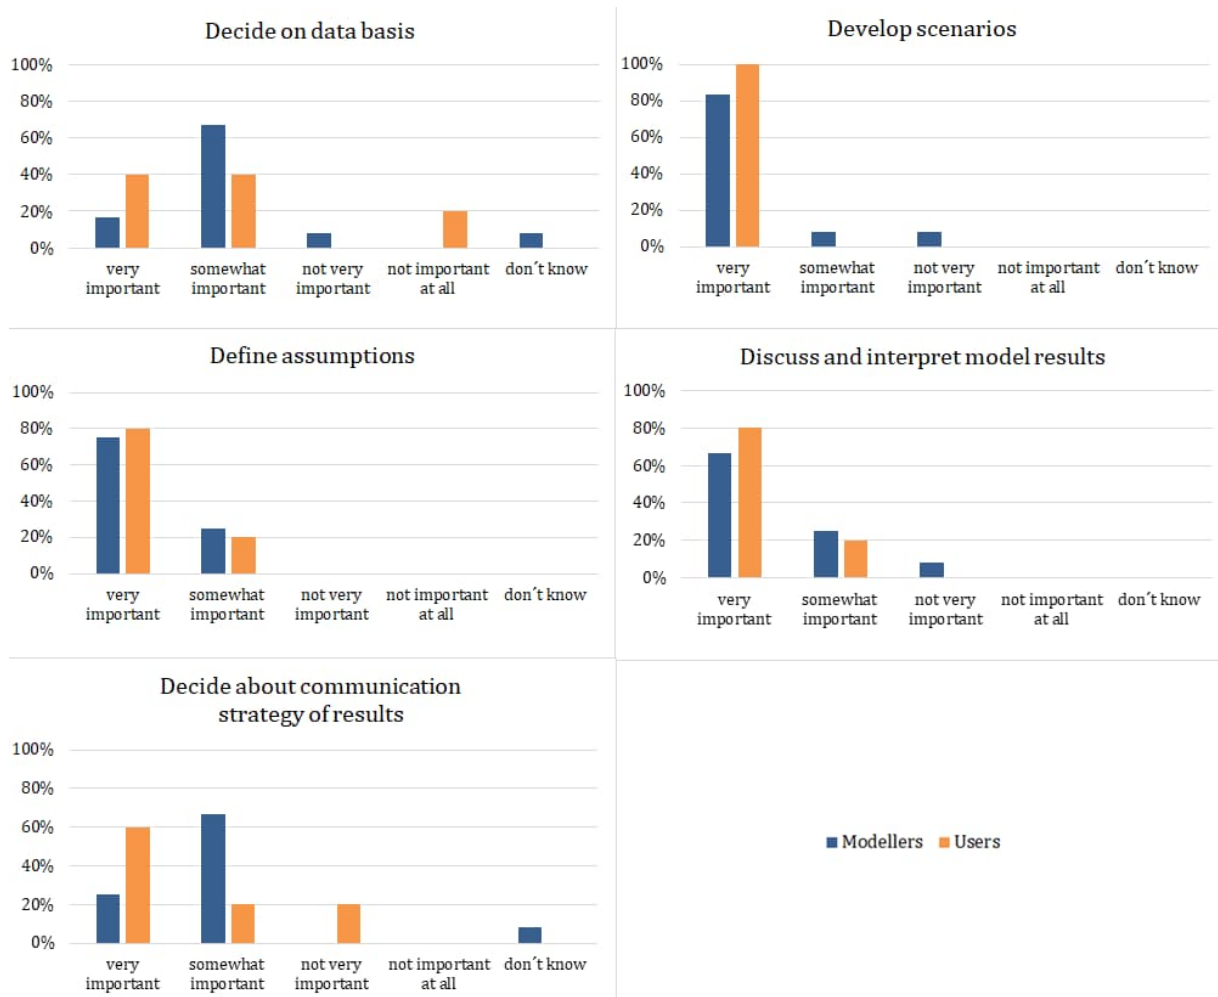 Decide on data basis
100%
80%
60%
40%
20%
0%
very important
somewhat important
not very important
not important at all
don´t know
Develop scenarios
100%
80%
60%
40%
20%
0%
very important
somewhat important
not very important
not important at all
don´t know
Define assumptions
100%
80%
60%
40%
20%
0%
very important
somewhat important
not very important
not important at all
don´t know
Discuss and interpret model results
100%
80%
60%
40%
20%
0%
very important
somewhat important
not very important
not important at all
don´t know
Decide about communication
strategy of results
100%
80%
60%
40%
20%
0%
very important
somewhat important
not very important
not important at all
don´t know
Modellers Users